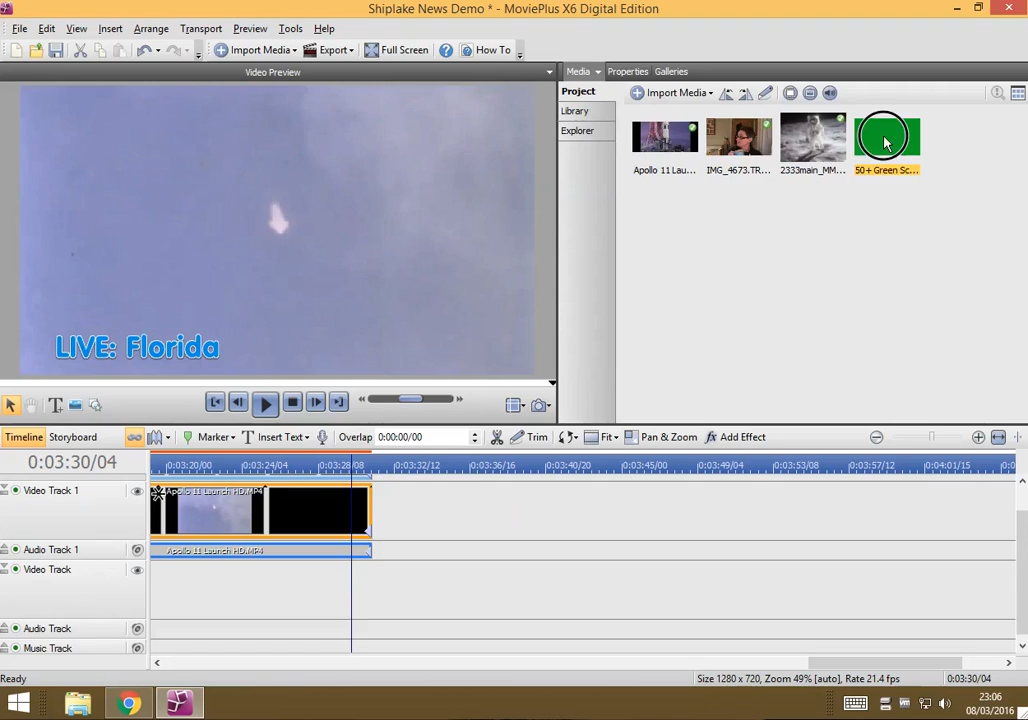 Shiplake News Demo * - MoviePlus X6 Digital Edition
File Edit View Insert Arrange Transport Preview Tools Help
Import Media Export Full Screen How To
Video Preview
Media Properties Galleries
Project
Import Media
Library
Explorer
Apollo 11 Lau... IMG_4673.TR... 2333main_MM... 50+ Green Sc...
LIVE: Florida
Timeline Storyboard Marker Insert Text Overlap 0:00:00/00 Trim Fit Pan & Zoom fx Add Effect
0:03:30/04
0:03:20/00 0:03:24/04 0:03:28/08 0:03:32/12 0:03:36/16 0:03:40/20 0:03:45/00 0:03:49/04 0:03:53/08 0:03:57/12 0:04:01/15 0:04
Video Track 1
Apollo 11 Launch HD.MP4
Audio Track 1
Apollo 11 Launch HD.MP4
Video Track
Audio Track
Music Track
Ready
Size 1280 x 720, Zoom 49% [auto], Rate 21.4 fps
0:03:30/04
23:06
08/03/2016